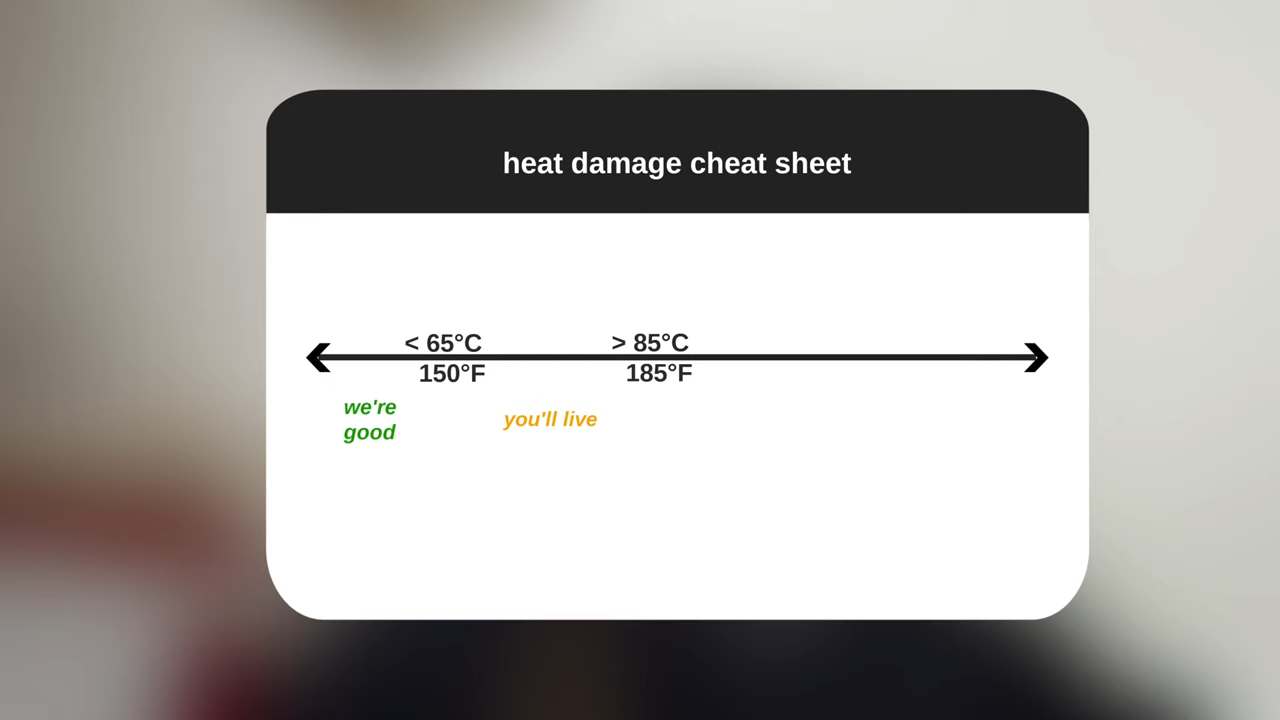 heat damage cheat sheet
< 65°C
150°F
> 85°C
185°F
we're
good
you'll live